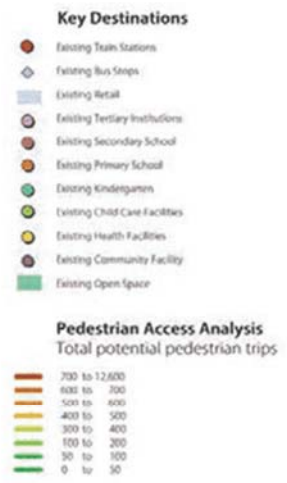 Key Destinations
Existing Train Stations
Existing Bus Stops
Existing Retail
Existing Tertiary Institutions
Existing Secondary School
Existing Primary School
Existing Kindergarten
Existing Child Care Facilities
Existing Health Facilities
Existing Community Facility
Existing Open Space
Pedestrian Access Analysis
Total potential pedestrian trips
700 to 12,600
600 to 700
500 to 600
400 to 500
300 to 400
100 to 200
50 to 100
0 to 50